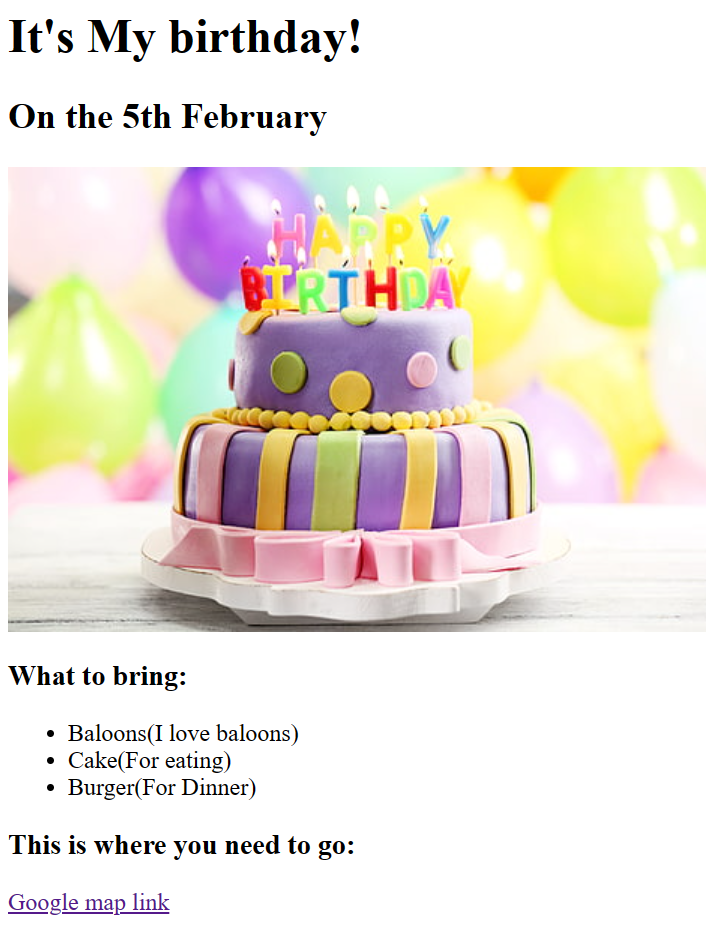 It's My birthday!
On the 5th February
HAPPY
BIRTHDAY
What to bring:
Baloons(I love baloons)
Cake(For eating)
Burger(For Dinner)
This is where you need to go:
Google map link